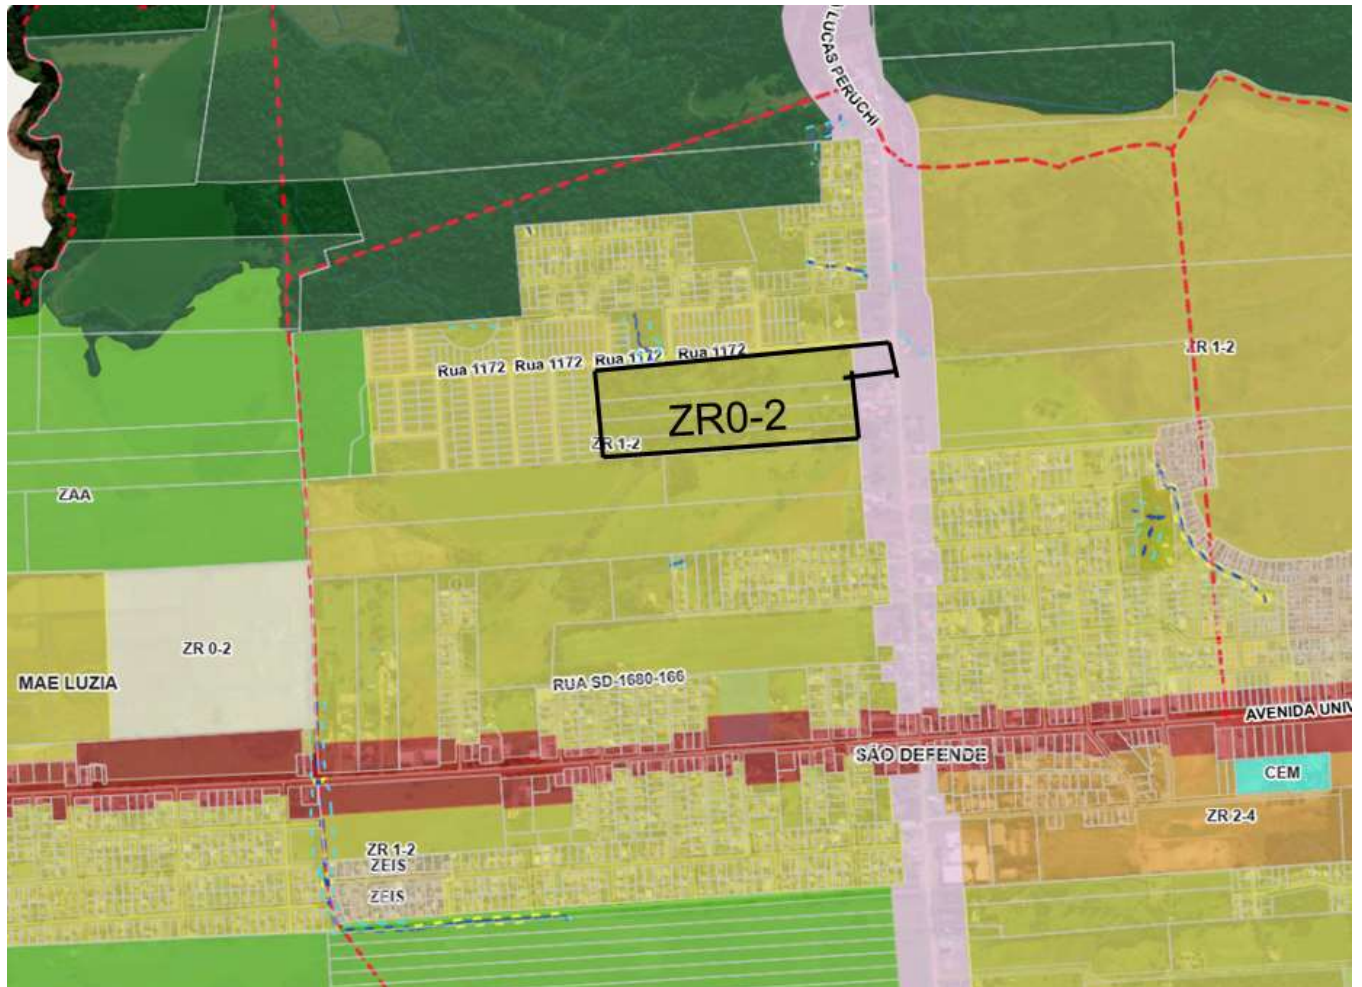 LUCAS PERUCHI
ZR 1-2
Rua 1172 Rua 1172 Rua 1172 Rua 1172
ZR0-2
ZR 1-2
ZAA
ZR 0-2
MAE LUZIA
RUA SD-1680-166
AVENIDA UNIV
SÃO DEFENDE
CEM
ZR 2-4
ZR 1-2
ZEIS
ZEIS